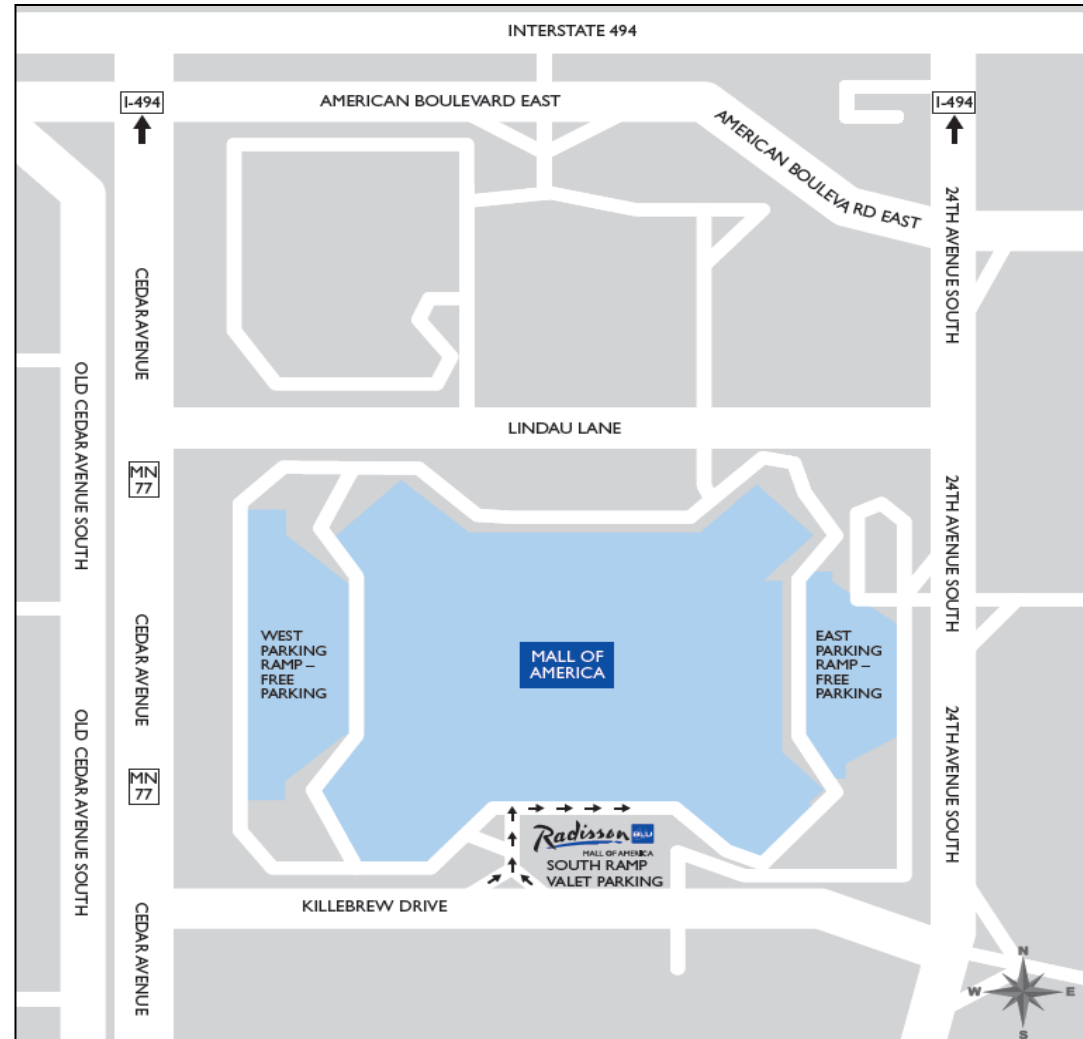 INTERSTATE 494
I-494
AMERICAN BOULEVARD EAST
I-494
AMERICAN BOULEVARD EAST
24TH AVENUE SOUTH
CEDAR AVENUE
OLD CEDAR AVENUE SOUTH
LINDAU LANE
MN
77
24TH AVENUE SOUTH
WEST
PARKING
RAMP –
FREE
PARKING
MALL OF
AMERICA
EAST
PARKING
RAMP –
FREE
PARKING
CEDAR AVENUE
OLD CEDAR AVENUE SOUTH
24TH AVENUE SOUTH
MN
77
Radisson BLU
MALL OF AMERICA
SOUTH RAMP
VALET PARKING
KILLEBREW DRIVE
CEDAR AVENUE
N
W E
S